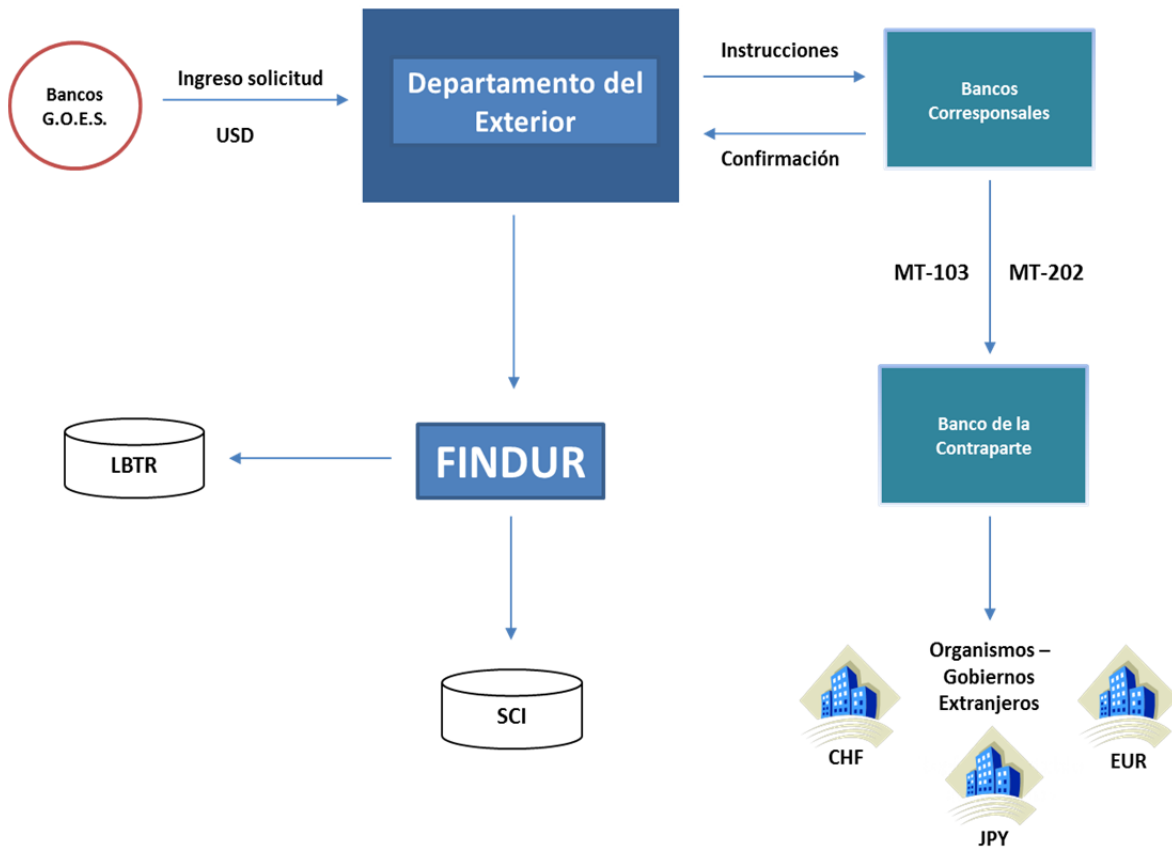 Bancos
G.O.E.S.
Ingreso solicitud
USD
Departamento del
Exterior
Instrucciones
Confirmación
Bancos
Corresponsales
MT-103
MT-202
LBTR
FINDUR
Banco de la
Contraparte
SCI
Organismos –
Gobiernos
Extranjeros
CHF
EUR
JPY